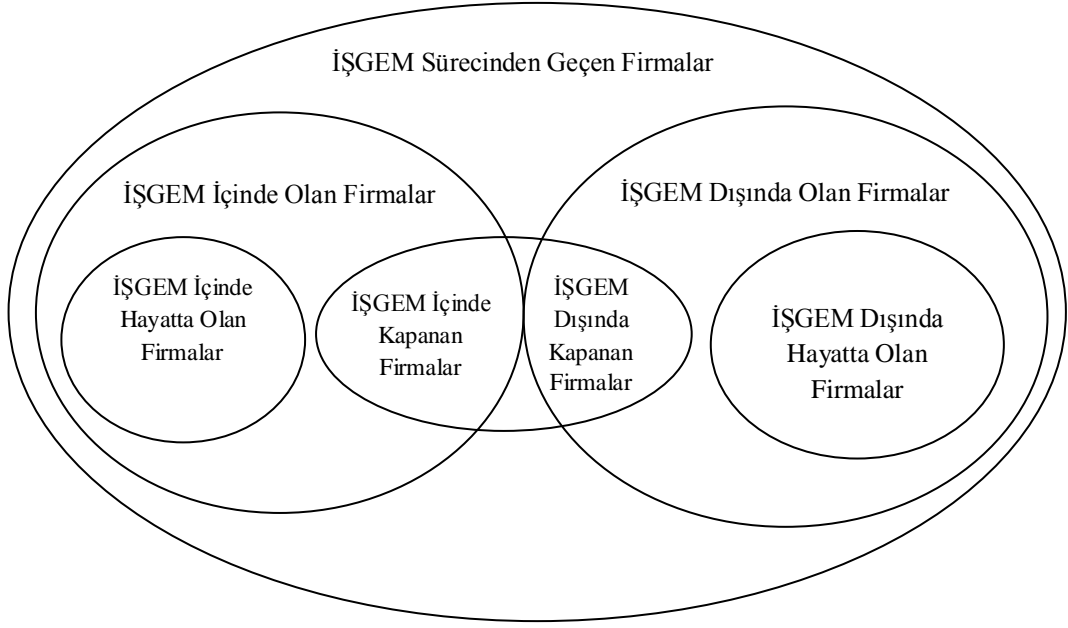 İŞGEM Sürecinden Geçen Firmalar
İŞGEM İçinde Olan Firmalar
İŞGEM Dışında Olan Firmalar
İŞGEM İçinde
Hayatta Olan
Firmalar
İŞGEM İçinde
Kapanan
Firmalar
İŞGEM
Dışında
Kapanan
Firmalar
İŞGEM Dışında
Hayatta Olan
Firmalar